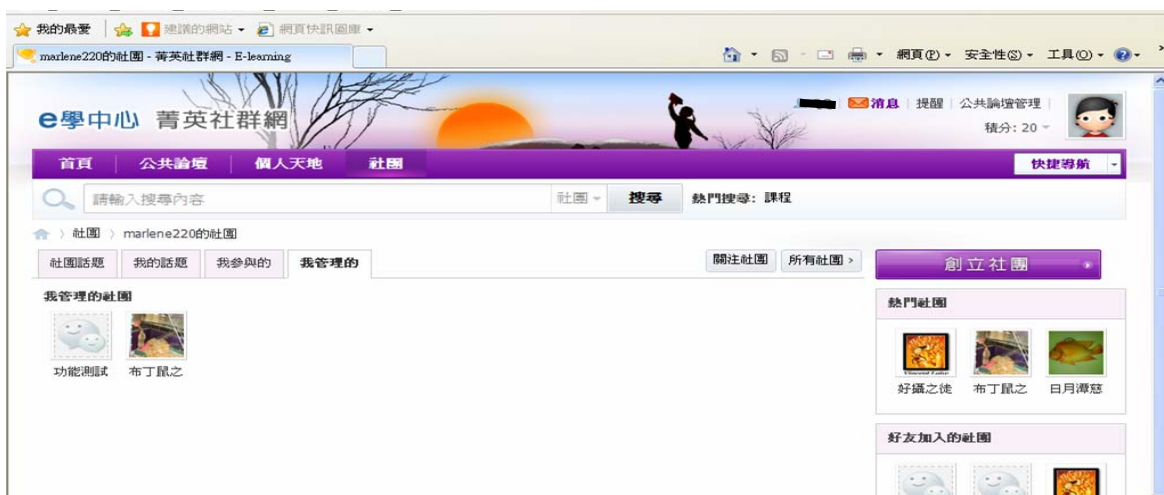 我的最愛 建議的網站 網頁快訊圖庫
marlene220的社團 - 菁英社群網 - E-learning 網頁(P) 安全性(S) 工具(O)
e學中心 菁英社群網 消息 提醒 公共論壇管理
積分: 20
首頁 公共論壇 個人天地 社團 快捷導航
請輸入搜尋內容 社團 搜尋 熱門搜尋: 課程
社團 marlene220的社團
社團話題 我的話題 我參與的 我管理的 關注社團 所有社團 創立社團
我管理的社團 熱門社團
功能測試 布丁鼠之
好攝之徒 布丁鼠之 日月潭慈
好友加入的社團